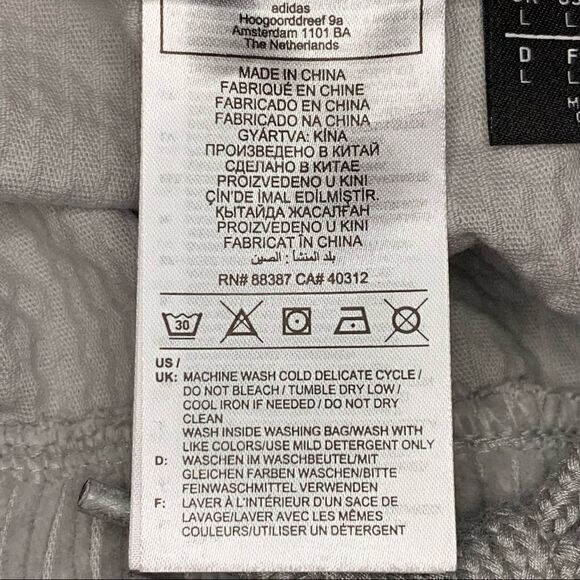 adidas
Hoogoorddreef 9a
Amsterdam 1101 BA
The Netherlands
MADE IN CHINA
FABRIQUÉ EN CHINE
FABRICADO EN CHINA
FABRICADO NA CHINA
GYÁRTVA: KÍNA
ПРОИЗВЕДЕНО В КИТАЙ
СДЕЛАНО В КИТАЕ
PROIZVEDENO U KINI
ÇİN'DE İMAL EDİLMİŞTİR.
ҚЫТАЙДА ЖАСАЛҒАН
PROIZVEDENO U KINI
FABRICAT ÎN CHINA
بلد المنشأ : الصين
RN# 88387 CA# 40312
30
US /
UK: MACHINE WASH COLD DELICATE CYCLE /
DO NOT BLEACH / TUMBLE DRY LOW /
COOL IRON IF NEEDED / DO NOT DRY
CLEAN
WASH INSIDE WASHING BAG/WASH WITH
LIKE COLORS/USE MILD DETERGENT ONLY
D: WASCHEN IM WASCHBEUTEL/MIT
GLEICHEN FARBEN WASCHEN/BITTE
FEINWASCHMITTEL VERWENDEN
F: LAVER À L'INTÉRIEUR D'UN SACE DE
LAVAGE/LAVER AVEC LES MÊMES
COULEURS/UTILISER UN DÉTERGENT
L L
D F
L L